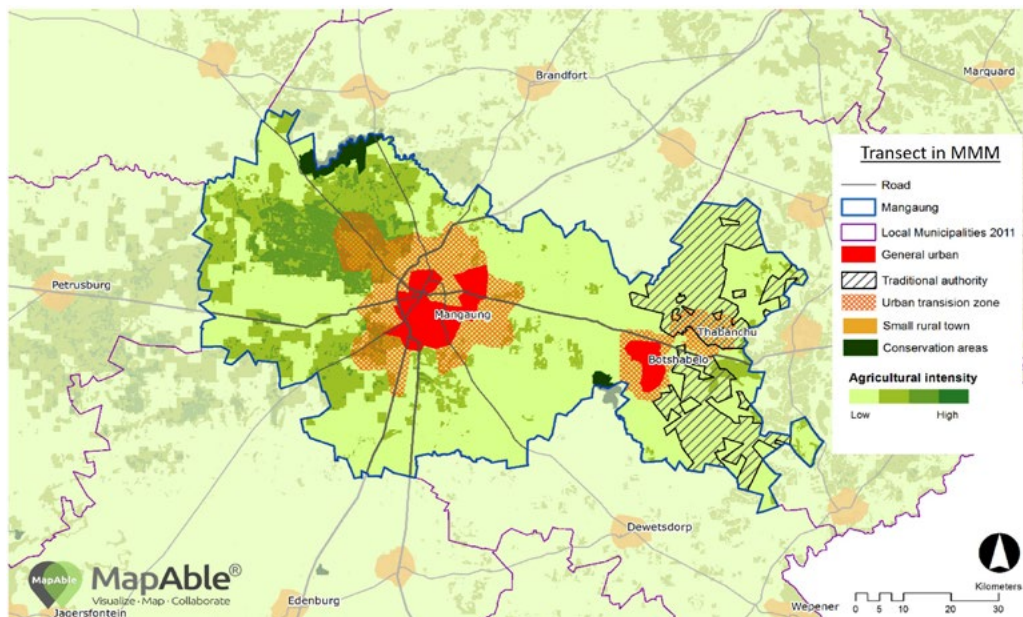 Brandfort
Marquard
Transect in MMM
Road
Mangaung
Local Municipalities 2011
General urban
Traditional authority
Urban transision zone
Small rural town
Conservation areas
Agricultural intensity
Low High
Petrusburg
Mangaung
Thabanchu
Botshabelo
Dewetsdorp
MapAble
MapAble®
Visualize · Map · Collaborate
Jagersfontein
Edenburg
Wepener
Kilometers
0 5 10 20 30